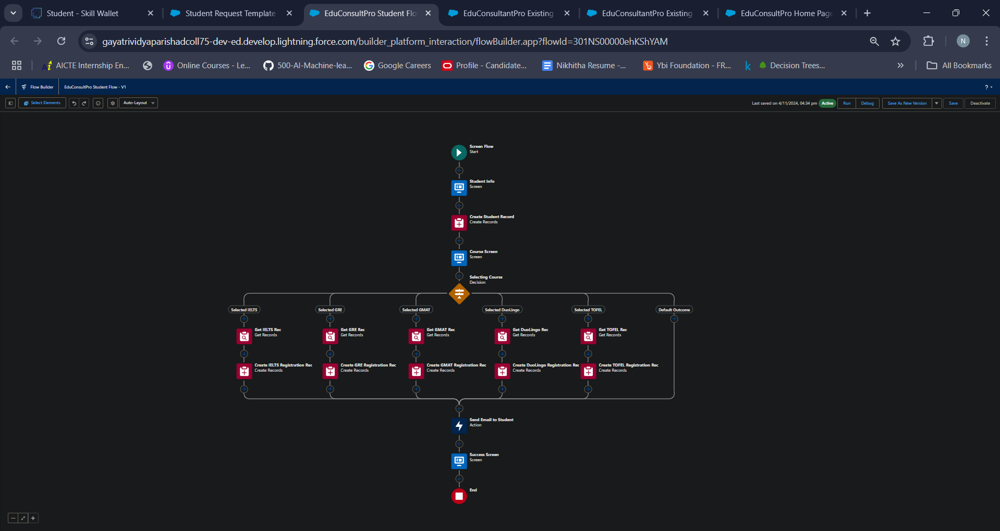 Student - Skill Wallet
Student Request Template
EduConsultPro Student Flo
EduConsultantPro Existing
EduConsultantPro Existing
EduConsultPro Home Page
gayatrividyaparishadcoll75-dev-ed.develop.lightning.force.com/builder_platform_interaction/flowBuilder.app?flowId=301NS00000ehKShYAM
N
AICTE Internship En...
Online Courses - Le...
500-AI-Machine-lea...
Google Careers
Profile - Candidate...
Nikhitha Resume -...
Ybi Foundation - FR...
k
Decision Trees...
All Bookmarks
Flow Builder
EduConsultPro Student Flow - V1
?
Select Elements
Auto-Layout
Last saved on 4/11/2024, 04:34 pm
Active
Run
Debug
Save As New Version
Save
Deactivate
Screen Flow
Start
Student Info
Screen
Create Student Record
Create Records
Course Screen
Screen
Selecting Course
Decision
Selected IELTS
Selected GRE
Selected GMAT
Selected DuoLingo
Selected TOFEL
Default Outcome
Get IELTS Rec
Get Records
Get GRE Rec
Get Records
Get GMAT Rec
Get Records
Get DuoLingo Rec
Get Records
Get TOFEL Rec
Get Records
Create IELTS Registration Rec
Create Records
Create GRE Registration Rec
Create Records
Create GMAT Registration Rec
Create Records
Create DuoLingo Registration Rec
Create Records
Create TOFEL Registration Rec
Create Records
Send Email to Student
Action
Success Screen
Screen
End